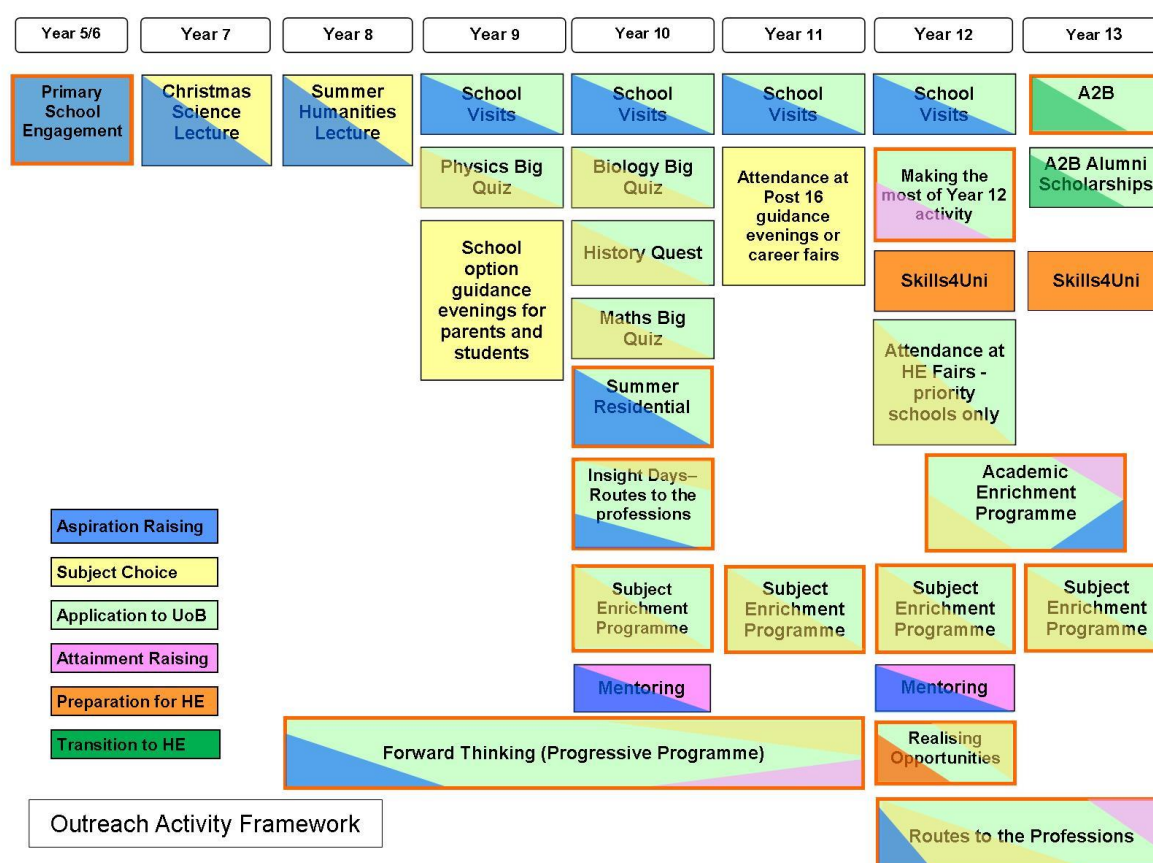 Year 5/6
Year 7
Year 8
Year 9
Year 10
Year 11
Year 12
Year 13
Primary
School
Engagement
Christmas
Science
Lecture
Summer
Humanities
Lecture
School
Visits
School
Visits
School
Visits
School
Visits
A2B
Physics Big
Quiz
Biology Big
Quiz
Attendance at
Post 16
guidance
evenings or
career fairs
Making the
most of Year 12
activity
A2B Alumni
Scholarships
School
option
guidance
evenings for
parents and
students
History Quest
Skills4Uni
Skills4Uni
Maths Big
Quiz
Attendance at
HE Fairs -
priority
schools only
Summer
Residential
Insight Days–
Routes to the
professions
Academic
Enrichment
Programme
Aspiration Raising
Subject Choice
Application to UoB
Attainment Raising
Preparation for HE
Transition to HE
Subject
Enrichment
Programme
Subject
Enrichment
Programme
Subject
Enrichment
Programme
Subject
Enrichment
Programme
Mentoring
Mentoring
Forward Thinking (Progressive Programme)
Realising
Opportunities
Outreach Activity Framework
Routes to the Professions